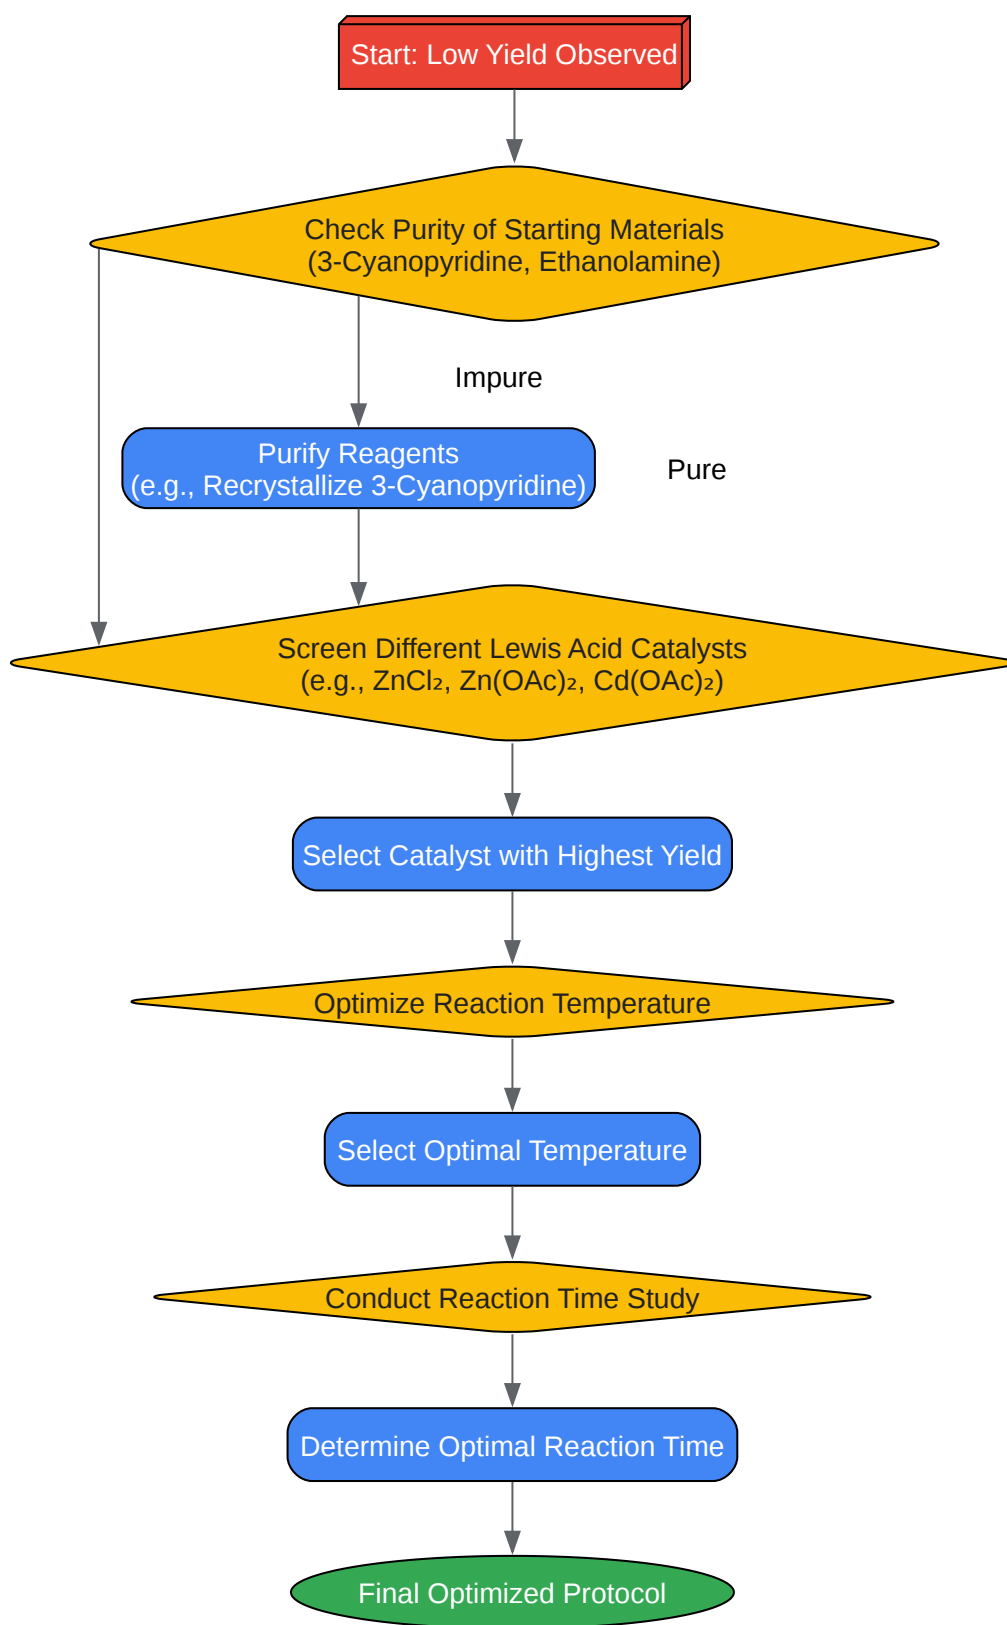 Start: Low Yield Observed
Check Purity of Starting Materials
(3-Cyanopyridine, Ethanolamine)
Impure
Purify Reagents
(e.g., Recrystallize 3-Cyanopyridine)
Pure
Screen Different Lewis Acid Catalysts
(e.g., ZnCl₂, Zn(OAc)₂, Cd(OAc)₂)
Select Catalyst with Highest Yield
Optimize Reaction Temperature
Select Optimal Temperature
Conduct Reaction Time Study
Determine Optimal Reaction Time
Final Optimized Protocol